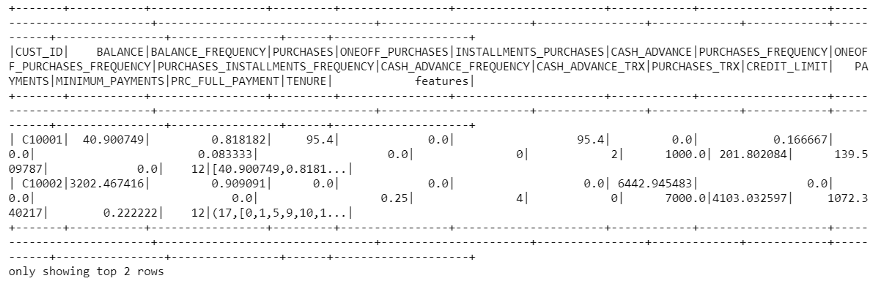 +-------+-----------+-----------------+---------+----------------+----------------------+------------+-------------------+-----
-----------------+--------------------------------+----------------------+----------------+-------------+------------+-----------
-------+----------------+----------------+------+--------------------+
|CUST_ID|    BALANCE|BALANCE_FREQUENCY|PURCHASES|ONEOFF_PURCHASES|INSTALLMENTS_PURCHASES|CASH_ADVANCE|PURCHASES_FREQUENCY|ONEOF
F_PURCHASES_FREQUENCY|PURCHASES_INSTALLMENTS_FREQUENCY|CASH_ADVANCE_FREQUENCY|CASH_ADVANCE_TRX|PURCHASES_TRX|CREDIT_LIMIT|   PA
YMENTS|MINIMUM_PAYMENTS|PRC_FULL_PAYMENT|TENURE|            features|
+-------+-----------+-----------------+---------+----------------+----------------------+------------+-------------------+-----
-----------------+--------------------------------+----------------------+----------------+-------------+------------+-----------
-------+----------------+----------------+------+--------------------+
| C10001|  40.900749|         0.818182|     95.4|             0.0|                  95.4|         0.0|           0.166667|
0.0|                        0.083333|                   0.0|               0|            2|      1000.0| 201.802084|      139.5
09787|             0.0|    12|[40.900749,0.8181...|
| C10002|3202.467416|         0.909091|      0.0|             0.0|                   0.0| 6442.945483|                0.0|
0.0|                             0.0|                  0.25|               4|            0|      7000.0|4103.032597|     1072.3
40217|        0.222222|    12|(17,[0,1,5,9,10,1...|
+-------+-----------+-----------------+---------+----------------+----------------------+------------+-------------------+-----
-----------------+--------------------------------+----------------------+----------------+-------------+------------+-----------
-------+----------------+----------------+------+--------------------+
only showing top 2 rows